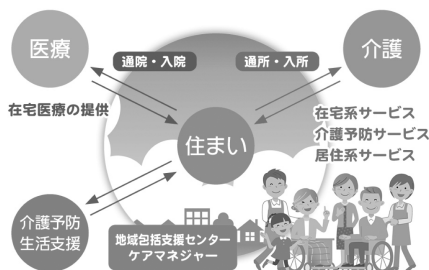 医療
通院・入院
通所・入所
介護
在宅医療の提供
住まい
在宅系サービス
介護予防サービス
居住系サービス
介護予防
生活支援
地域包括支援センター
ケアマネジャー